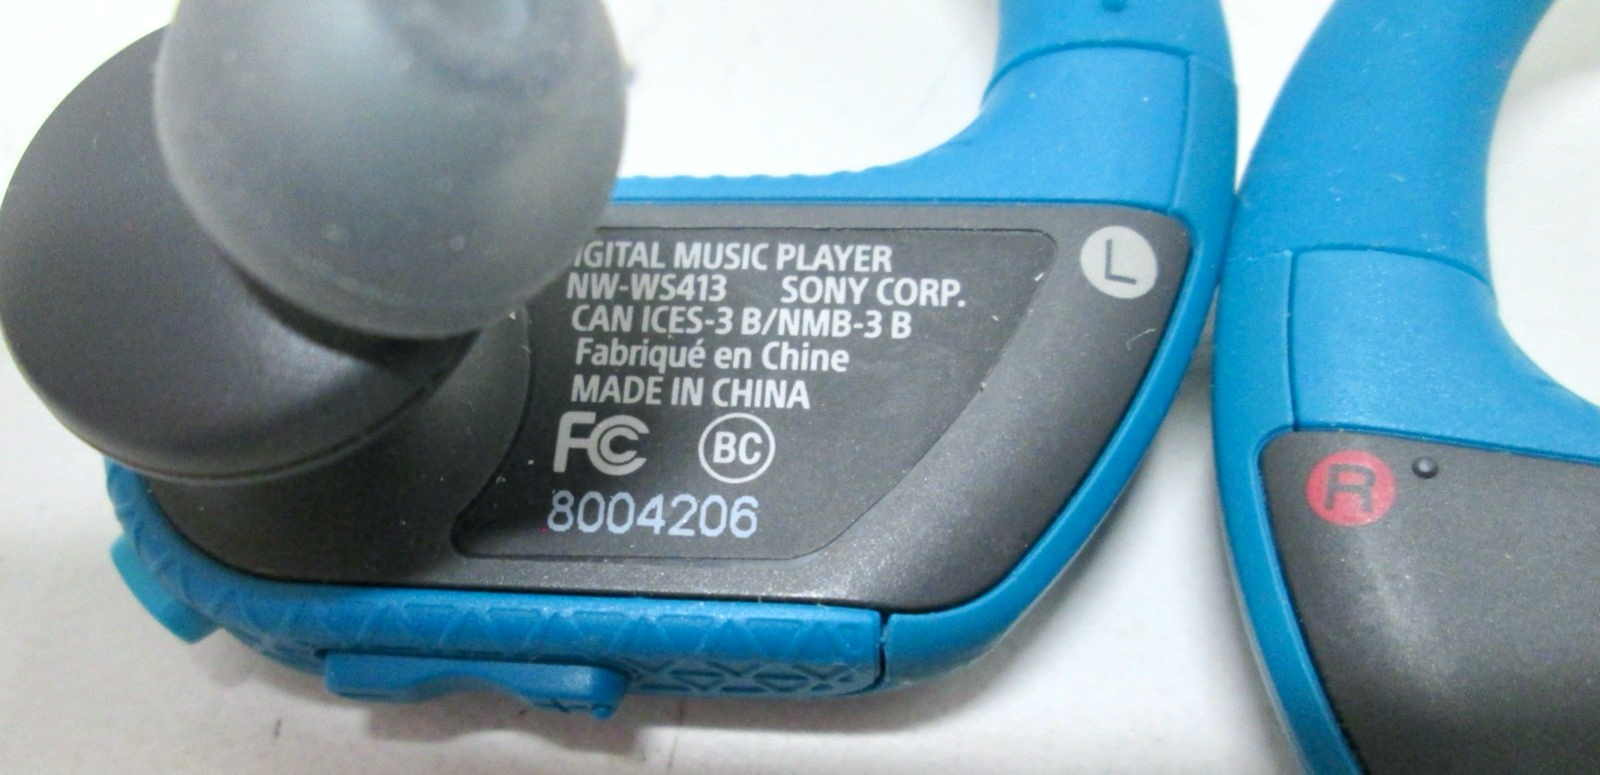 IGITAL MUSIC PLAYER
NW-WS413 SONY CORP.
CAN ICES-3 B/NMB-3 B
Fabriqué en Chine
MADE IN CHINA
FC BC
8004206
L
R